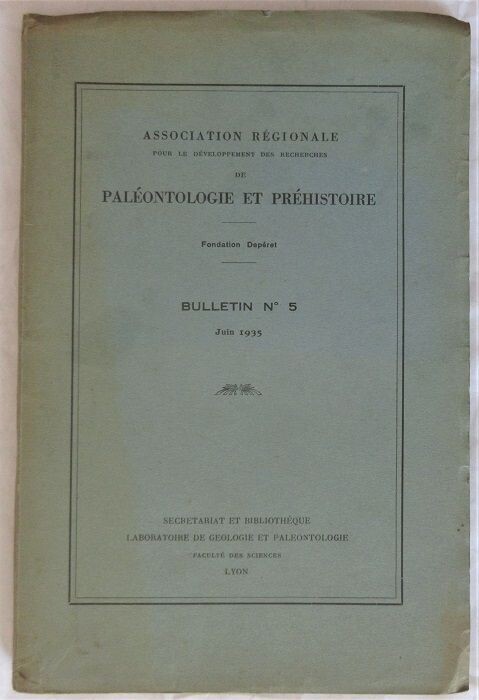 ASSOCIATION RÉGIONALE
POUR LE DÉVELOPPEMENT DES RECHERCHES
DE
PALÉONTOLOGIE ET PRÉHISTOIRE
Fondation Depéret
BULLETIN N° 5
Juin 1935
SECRETARIAT ET BIBLIOTHÈQUE
LABORATOIRE DE GEOLOGIE ET PALEONTOLOGIE
FACULTÉ DES SCIENCES
LYON